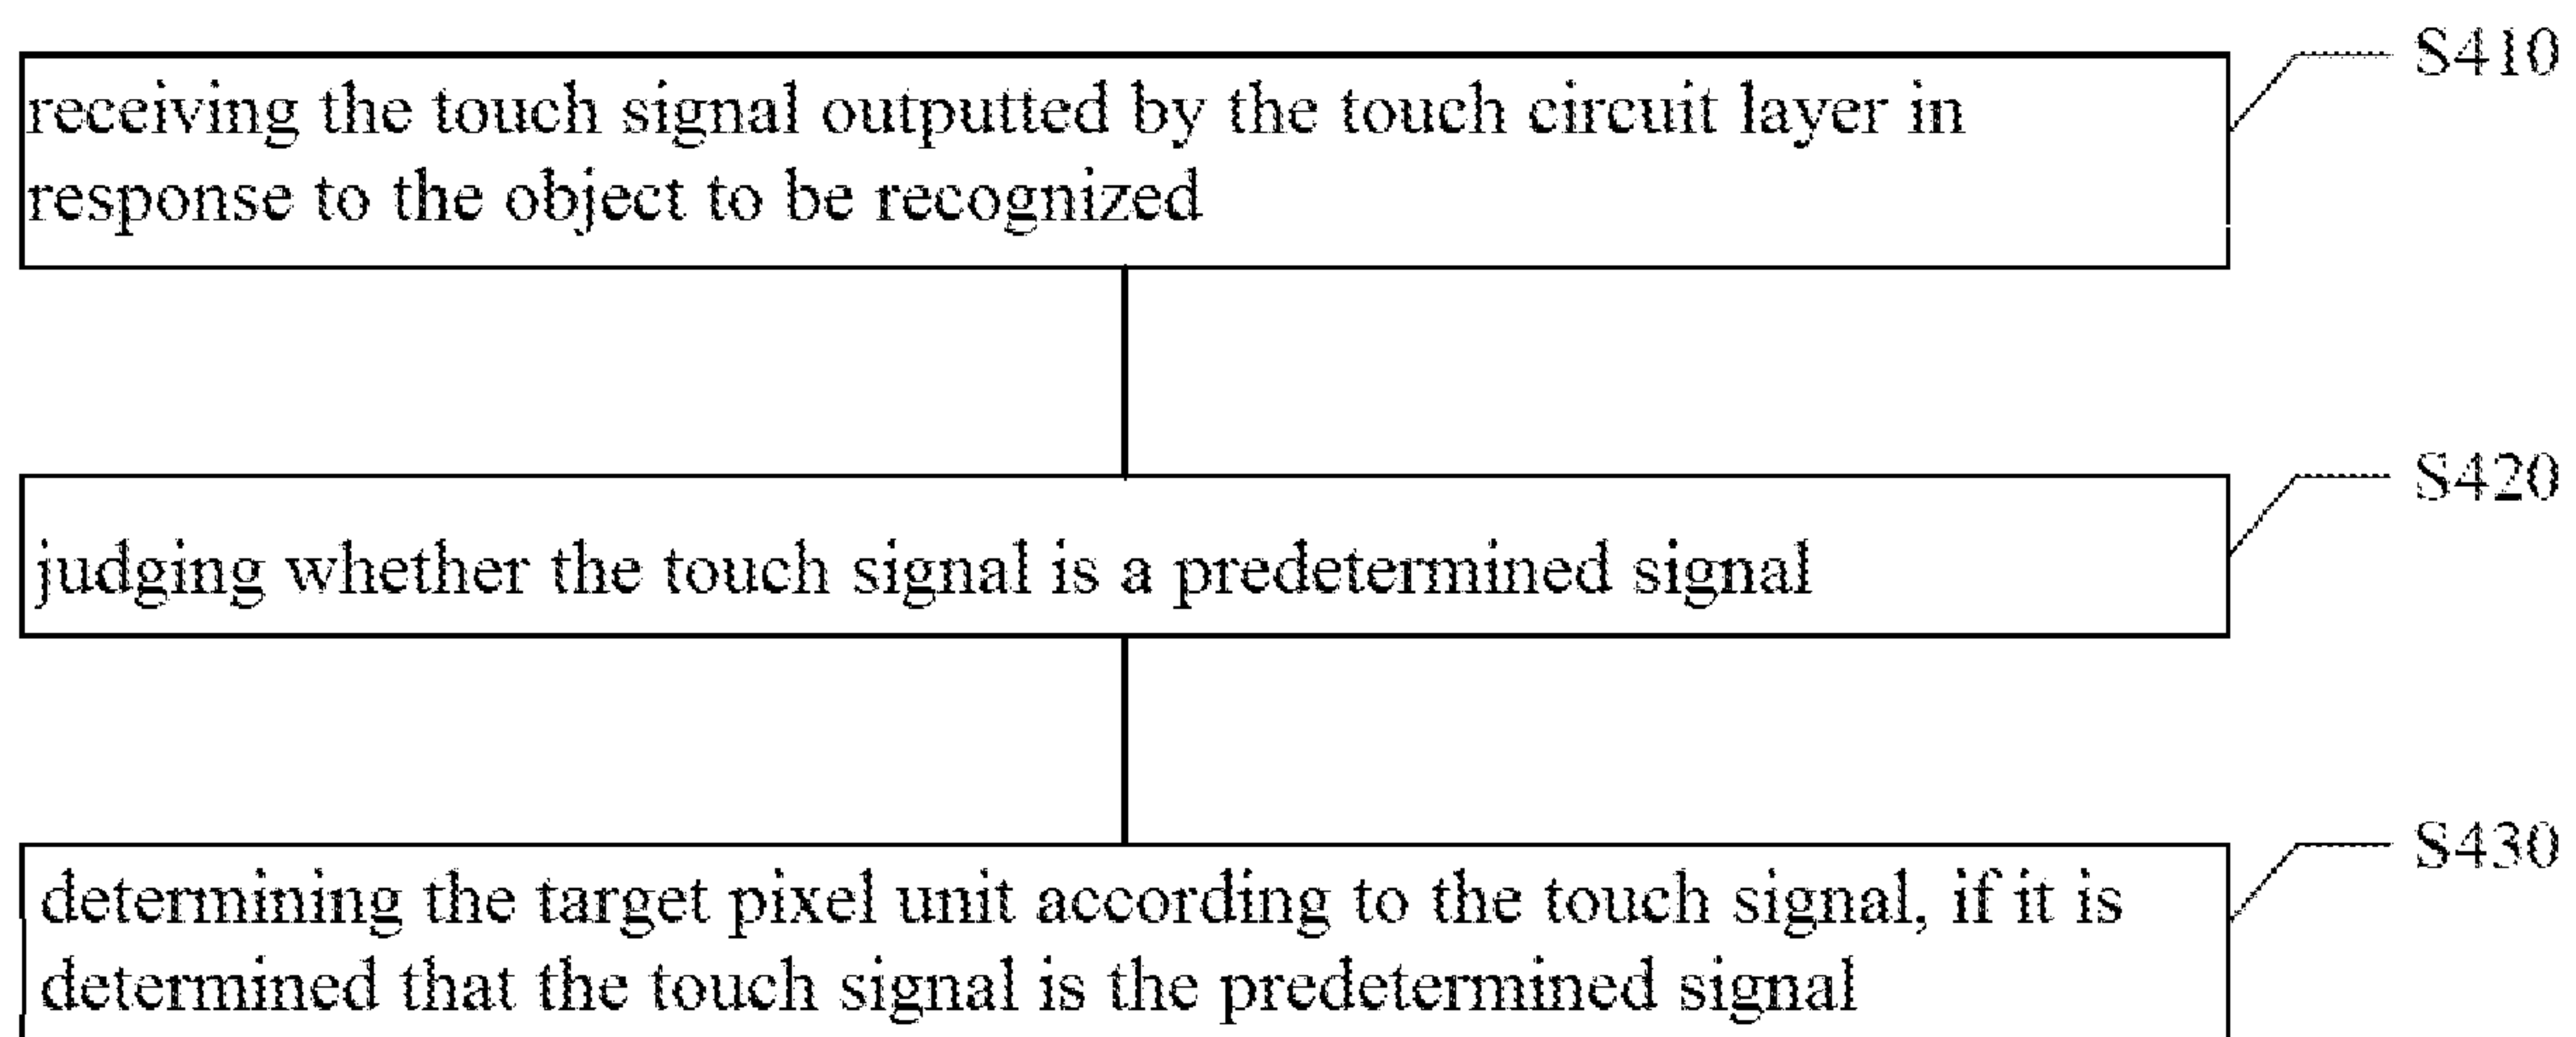 S410
receiving the touch signal outputted by the touch circuit layer in
response to the object to be recognized
S420
judging whether the touch signal is a predetermined signal
S430
determining the target pixel unit according to the touch signal, if it is
determined that the touch signal is the predetermined signal